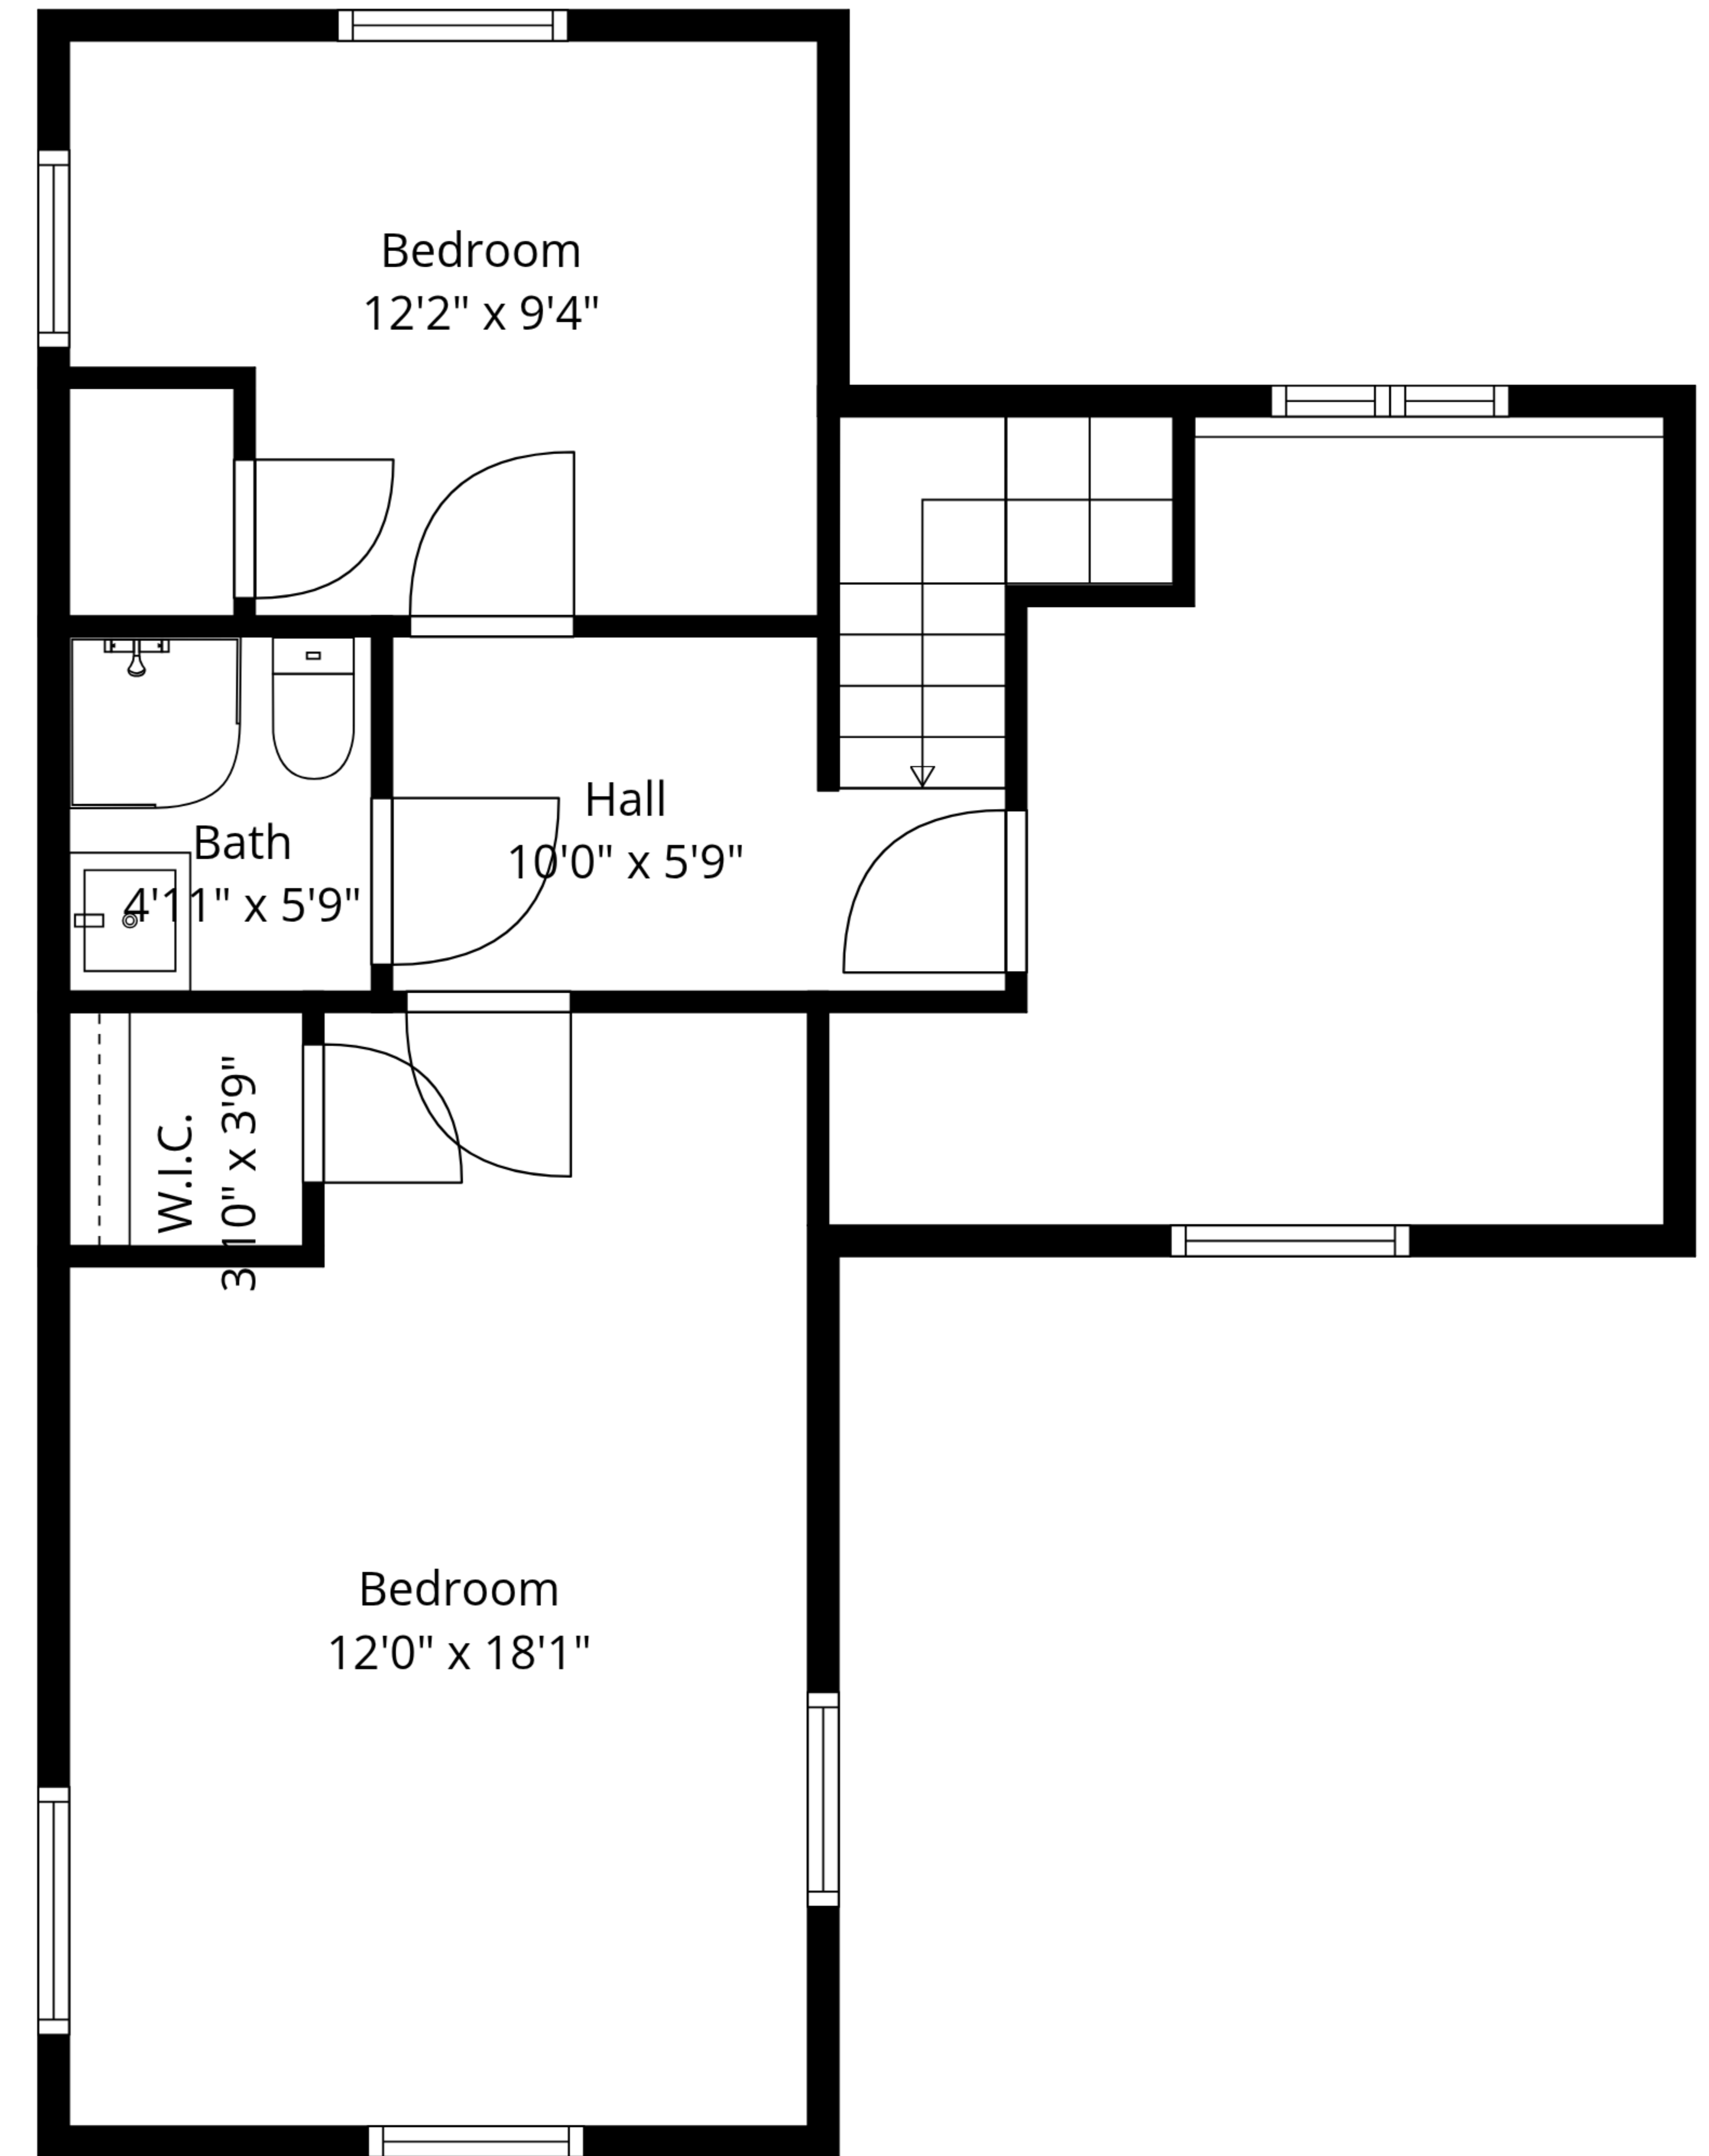 Bedroom
12'2" x 9'4"
Hall
10'0" x 5'9"
Bath
4'11" x 5'9"
W.I.C.
3'10" x 3'9"
Bedroom
12'0" x 18'1"